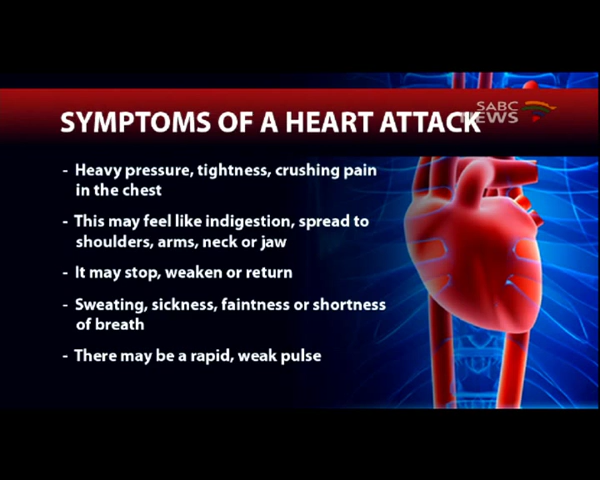 SABC
NEWS
SYMPTOMS OF A HEART ATTACK
- Heavy pressure, tightness, crushing pain
in the chest
- This may feel like indigestion, spread to
shoulders, arms, neck or jaw
- It may stop, weaken or return
- Sweating, sickness, faintness or shortness
of breath
- There may be a rapid, weak pulse